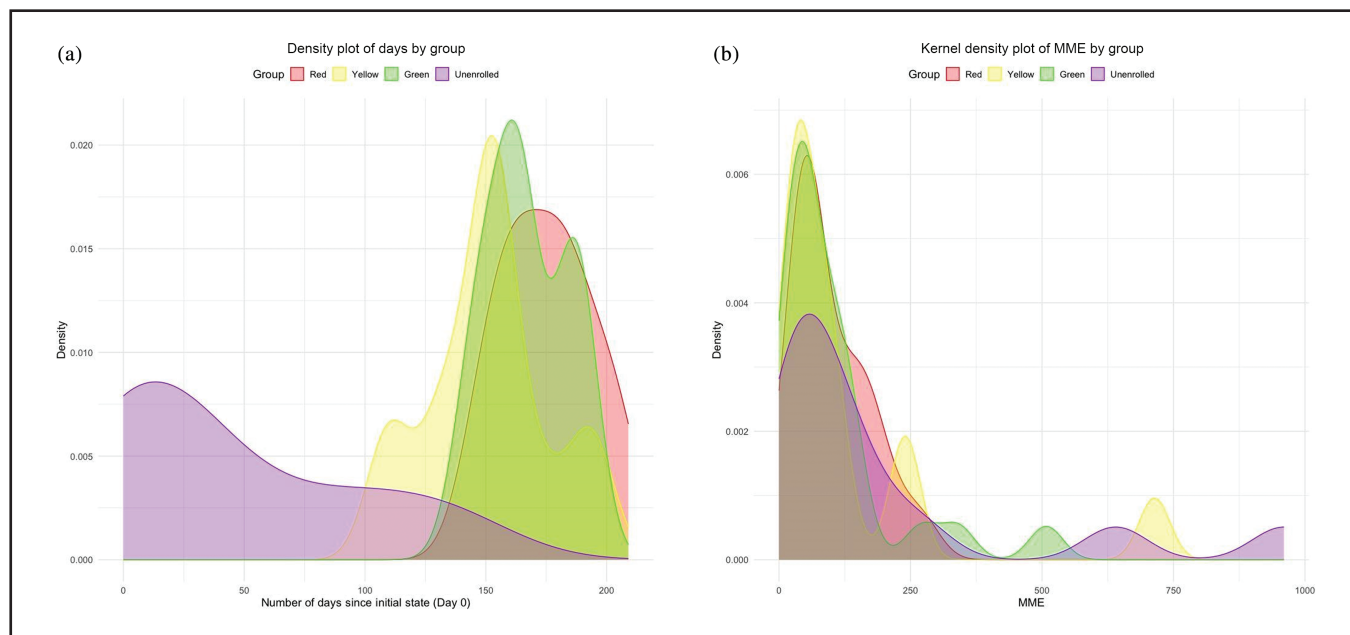 (a)
Density plot of days by group
Group Red Yellow Green Unenrolled
0.020
0.015
0.010
0.005
0.000
Density
0 50 100 150 200
Number of days since initial state (Day 0)
(b)
Kernel density plot of MME by group
Group Red Yellow Green Unenrolled
0.006
0.004
0.002
0.000
Density
0 250 500 750 1000
MME